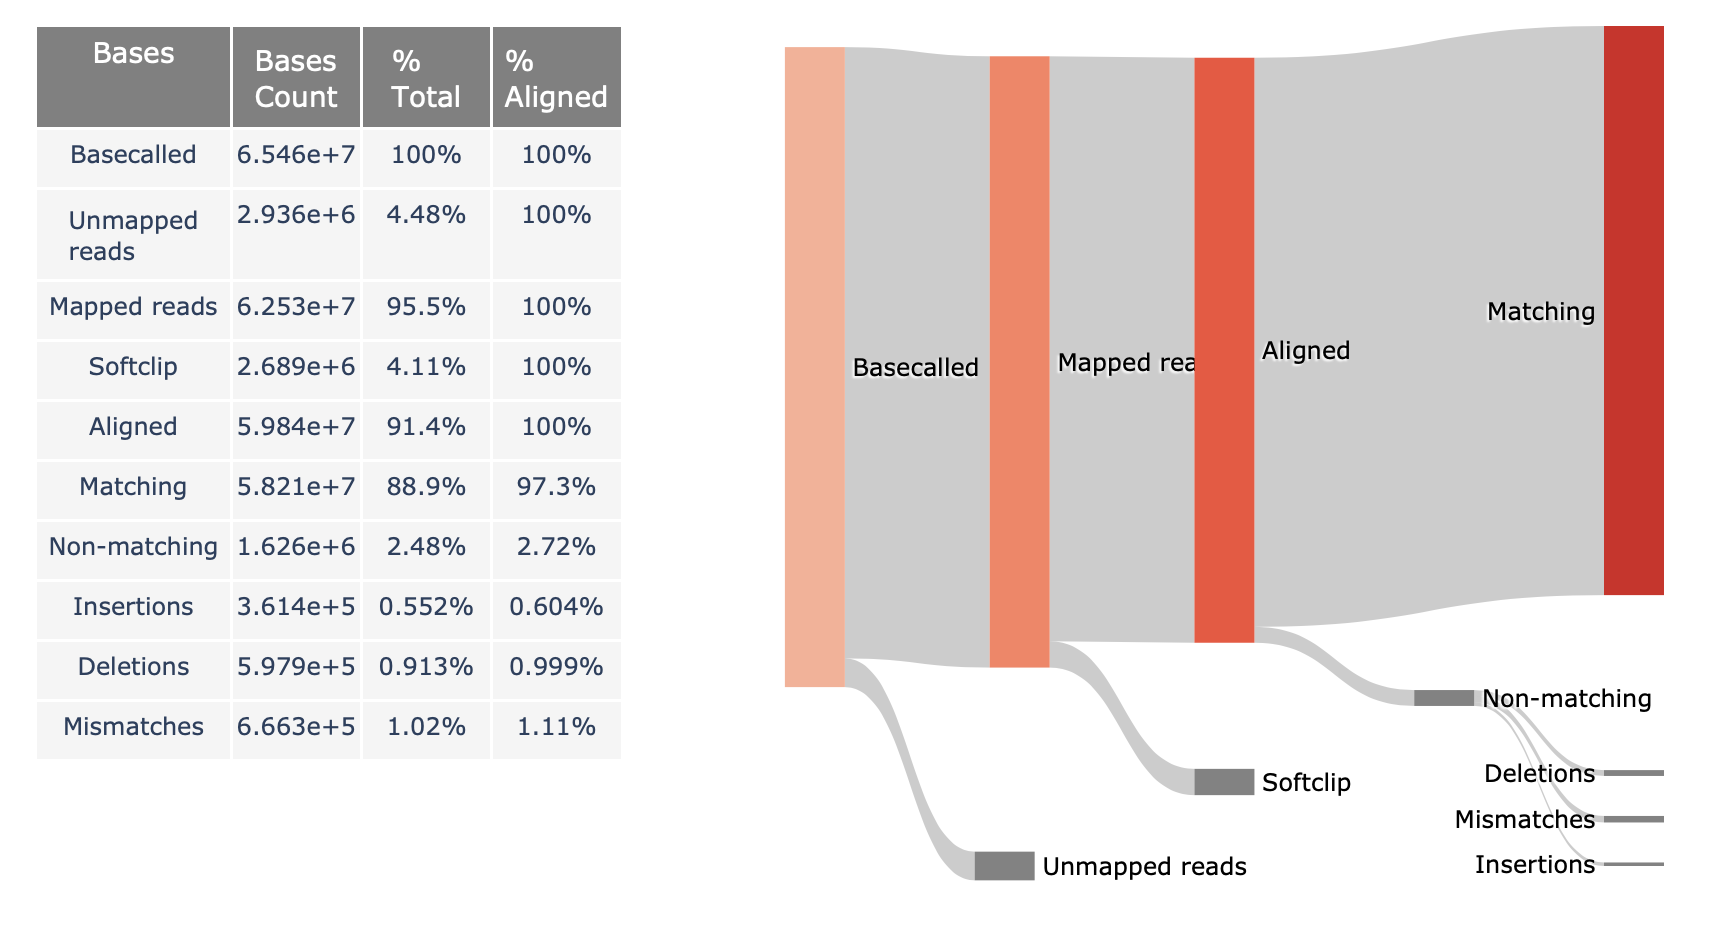 Bases Bases Count % Total % Aligned
Basecalled 6.546e+7 100% 100%
Unmapped reads 2.936e+6 4.48% 100%
Mapped reads 6.253e+7 95.5% 100%
Softclip 2.689e+6 4.11% 100%
Aligned 5.984e+7 91.4% 100%
Matching 5.821e+7 88.9% 97.3%
Non-matching 1.626e+6 2.48% 2.72%
Insertions 3.614e+5 0.552% 0.604%
Deletions 5.979e+5 0.913% 0.999%
Mismatches 6.663e+5 1.02% 1.11%
Basecalled
Mapped rea
Aligned
Matching
Non-matching
Deletions
Softclip
Mismatches
Insertions
Unmapped reads